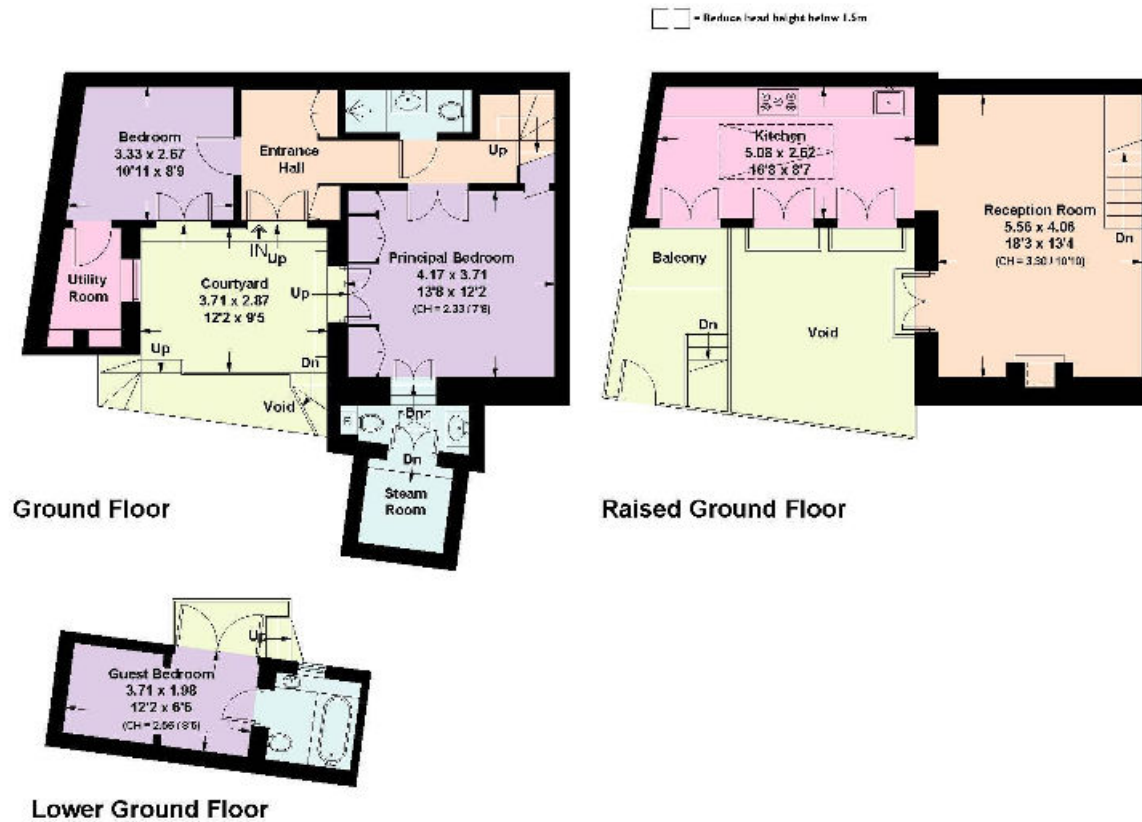 = Reduce head height below 1.5m
Bedroom
3.33 x 2.67
10'11 x 8'9
Entrance
Hall
Up
IN
Up
Utility
Room
Courtyard
3.71 x 2.87
12'2 x 9'5
Up
Up
Dn
Void
Principal Bedroom
4.17 x 3.71
13'8 x 12'2
(CH = 2.33 / 7'8)
Dn
Dn
Steam
Room
Ground Floor
Kitchen
5.08 x 2.62
16'8 x 8'7
Reception Room
5.56 x 4.06
18'3 x 13'4
(CH = 3.30 / 10'10)
Dn
Balcony
Dn
Void
Raised Ground Floor
Up
Guest Bedroom
3.71 x 1.98
12'2 x 6'6
Lower Ground Floor